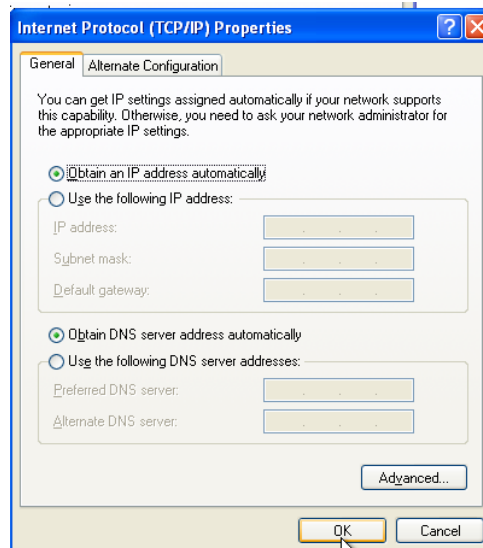 Internet Protocol (TCP/IP) Properties
General
Alternate Configuration
You can get IP settings assigned automatically if your network supports
this capability. Otherwise, you need to ask your network administrator for
the appropriate IP settings.
Obtain an IP address automatically
Use the following IP address:
IP address:
Subnet mask:
Default gateway:
Obtain DNS server address automatically
Use the following DNS server addresses:
Preferred DNS server:
Alternate DNS server:
Advanced...
OK
Cancel